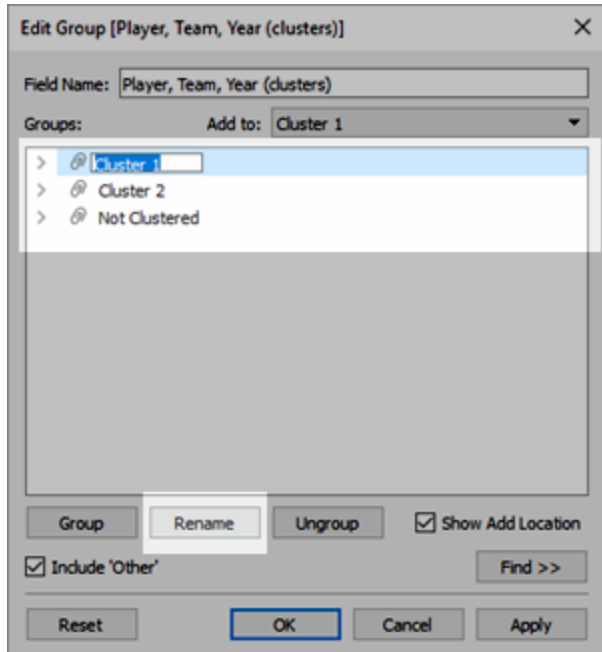 Edit Group [Player, Team, Year (clusters)]
Field Name: Player, Team, Year (clusters)
Groups: Add to: Cluster 1
Cluster 1
Cluster 2
Not Clustered
Group Rename Ungroup Show Add Location
Include 'Other'
Find >>
Reset OK Cancel Apply